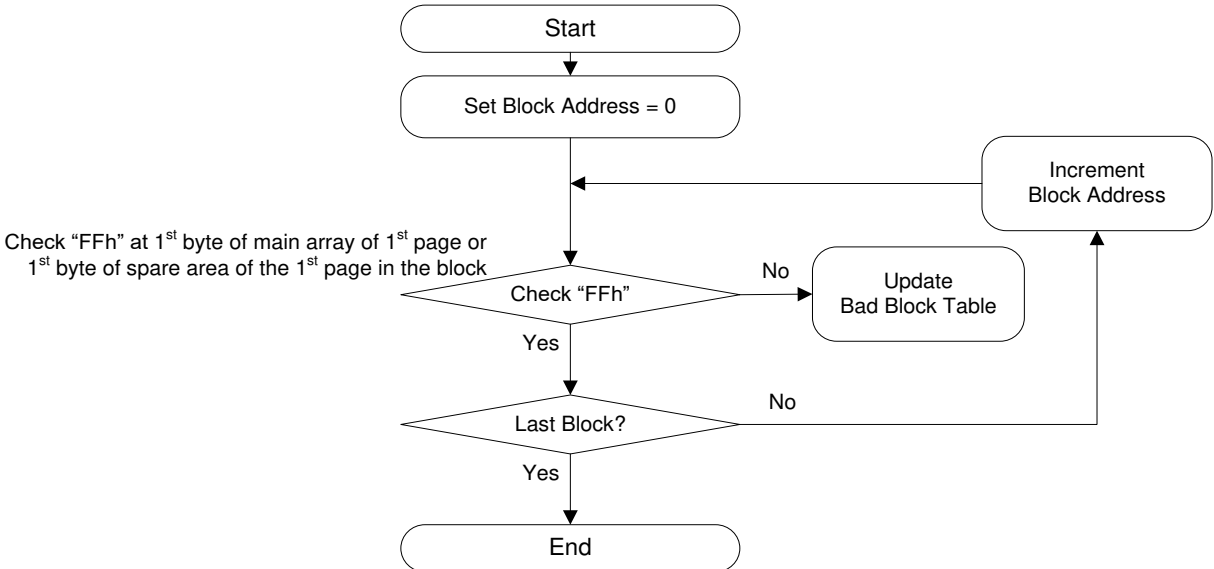 Start
Set Block Address = 0
Increment
Block Address
Check “FFh” at 1st byte of main array of 1st page or
1st byte of spare area of the 1st page in the block
Check “FFh”
No
Update
Bad Block Table
Yes
Last Block?
No
Yes
End